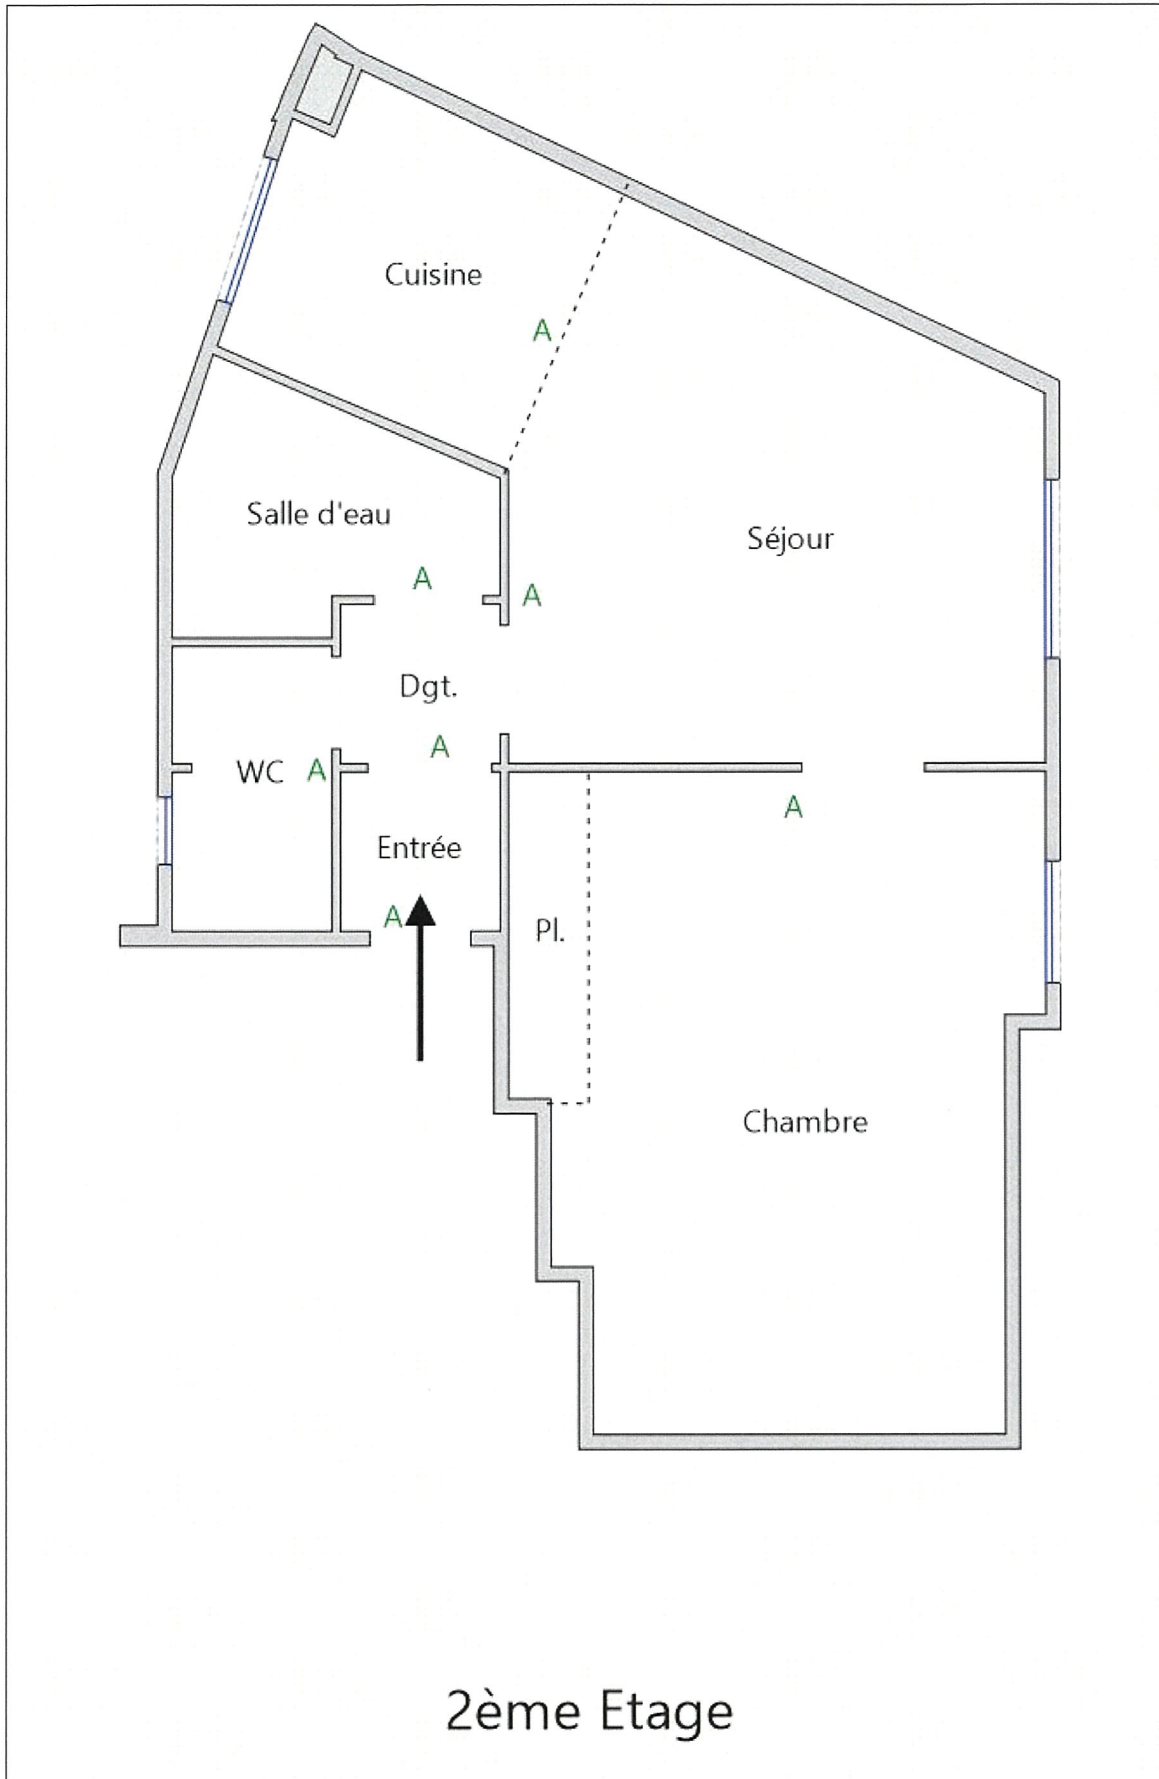 Cuisine
A
Salle d'eau
Séjour
A
A
Dgt.
A
WC
A
A
Entrée
A
Pl.
Chambre
2ème Etage